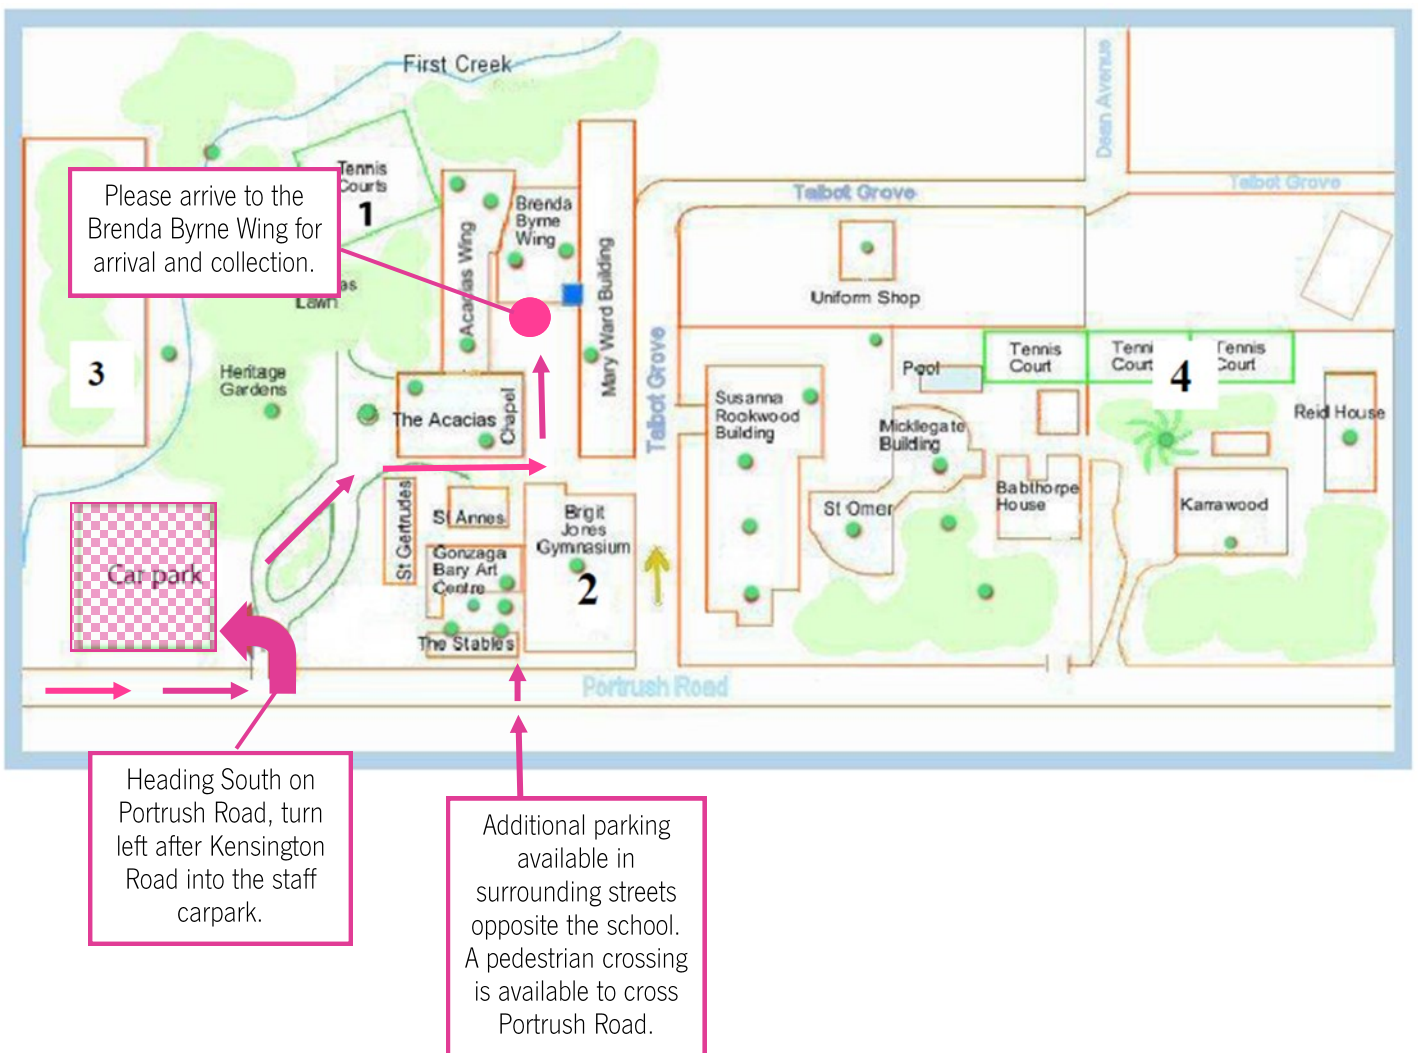 First Creek
Dean Avenue
Tennis
Courts
1
Please arrive to the
Brenda Byrne Wing for
arrival and collection.
Lawn
Acacias Wing
Brenda
Byrne
Wing
Mary Ward Building
Talbot Grove
Talbot Grove
Uniform Shop
Talbot Grove
3
Heritage
Gardens
The Acacias
Chapel
Pool
Tennis
Court
Tennis
Court
4
Tennis
Court
Susanna
Rookwood
Building
Micklegate
Building
Reid House
St Omer
Babthorpe
House
Karrawood
Car park
St Gertrudes
St Annes
Gonzaga
Bary Art
Centre
The Stables
Brigit
Jones
Gymnasium
2
Portrush Road
Heading South on
Portrush Road, turn
left after Kensington
Road into the staff
carpark.
Additional parking
available in
surrounding streets
opposite the school.
A pedestrian crossing
is available to cross
Portrush Road.